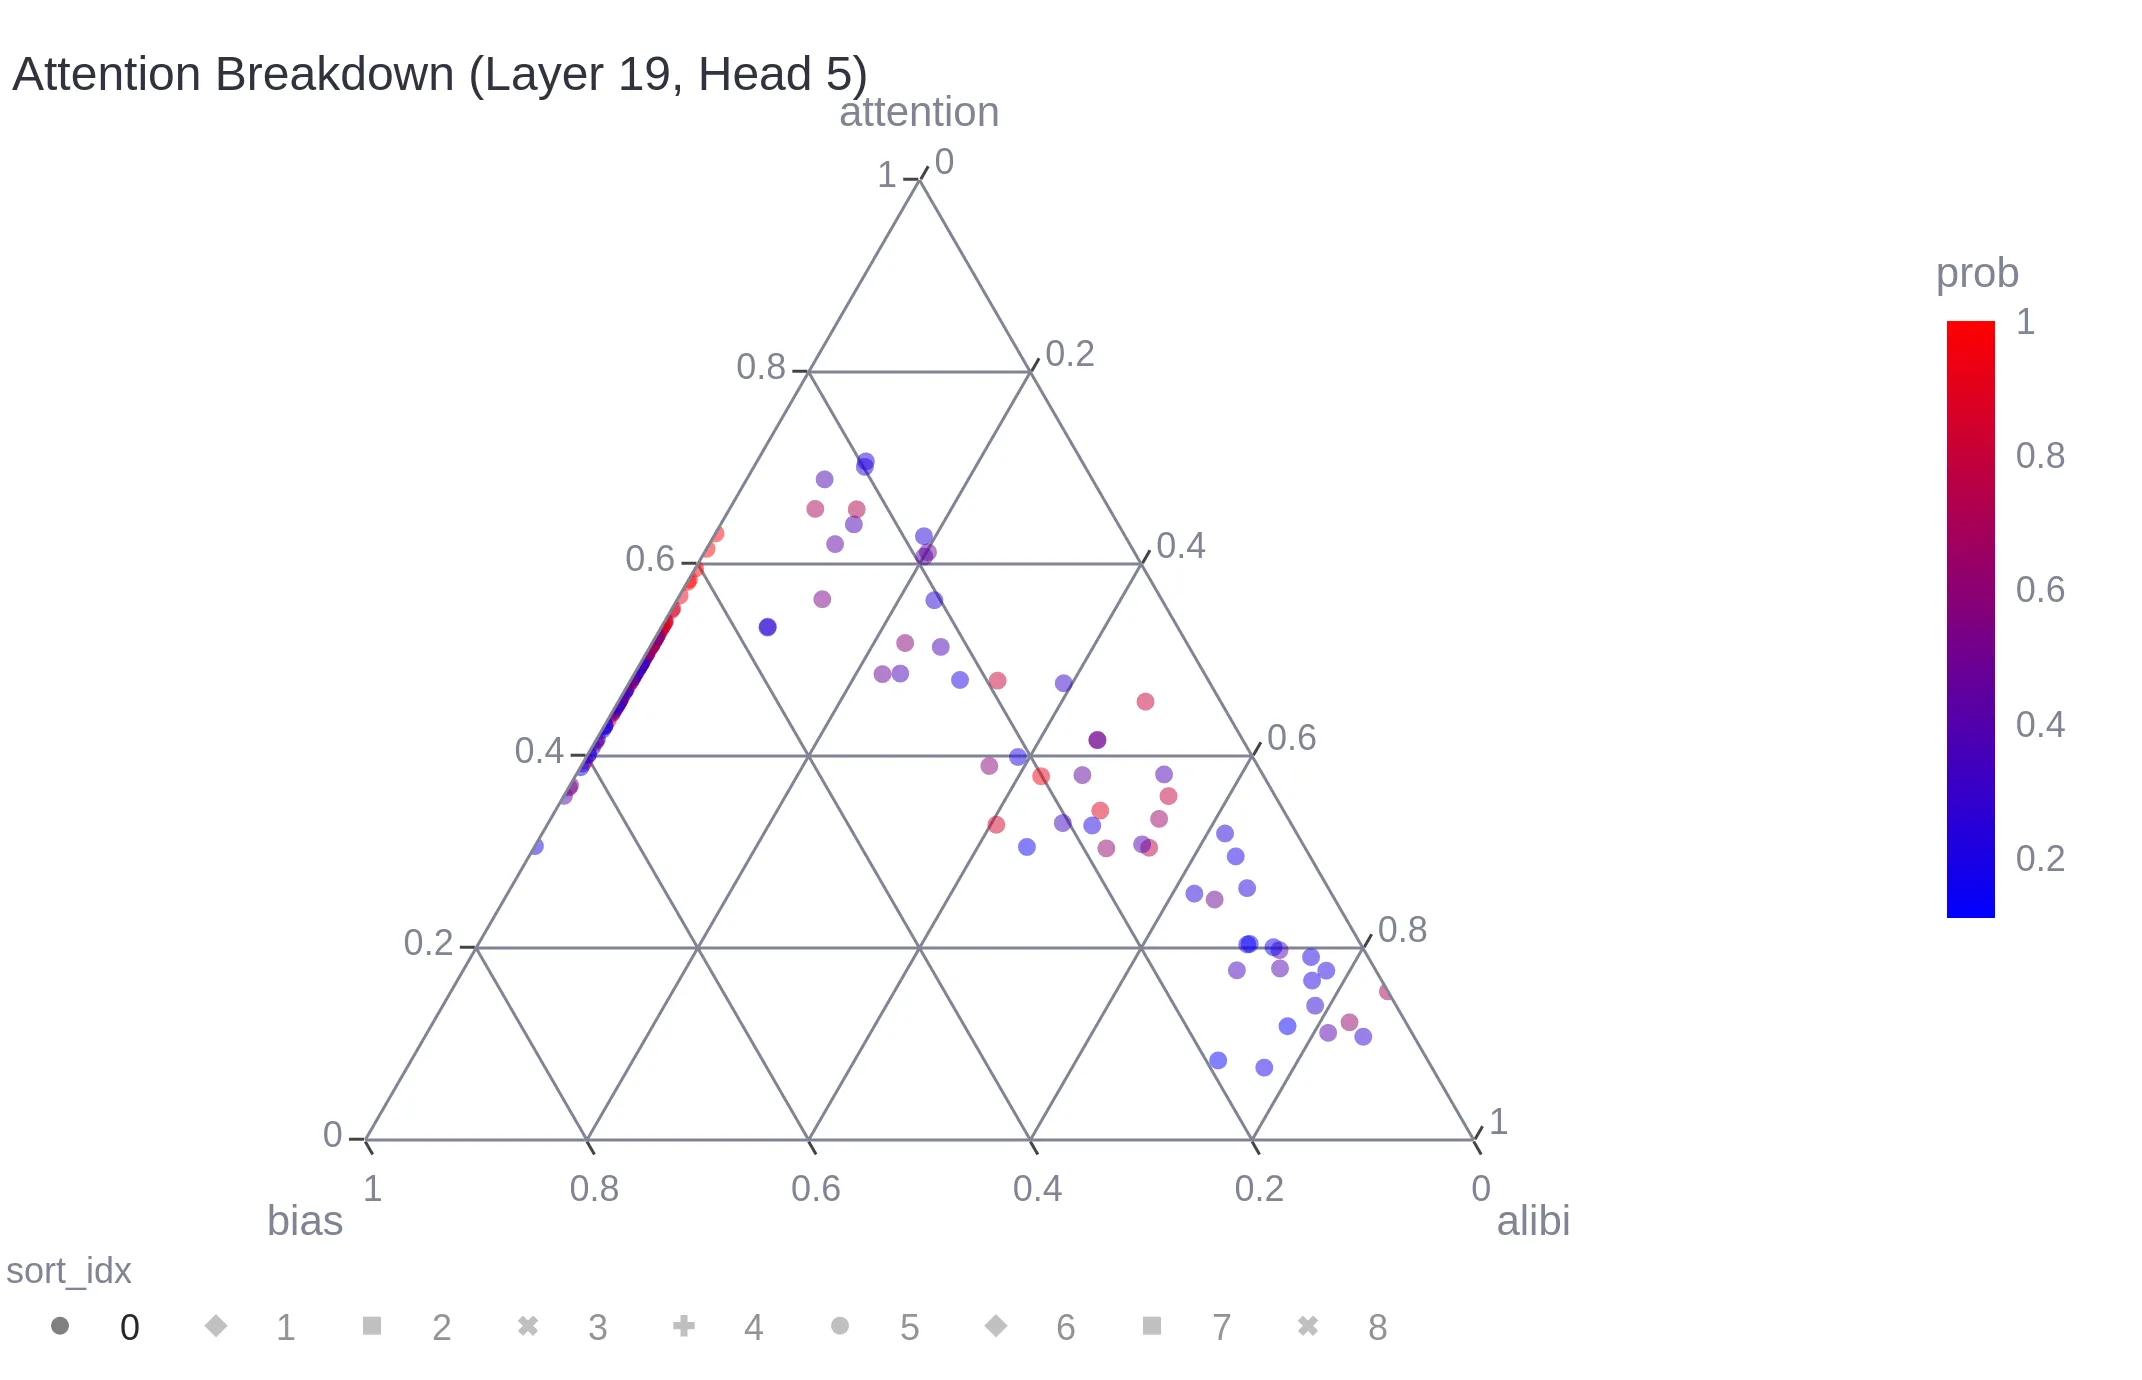 Attention Breakdown (Layer 19, Head 5)
attention
1 0
prob
1
0.8 0.2
0.8
0.6 0.4
0.6
0.4 0.6
0.4
0.2 0.8
0.2
0 1
1 0.8 0.6 0.4 0.2 0
bias alibi
sort_idx
0 1 2 3 4 5 6 7 8